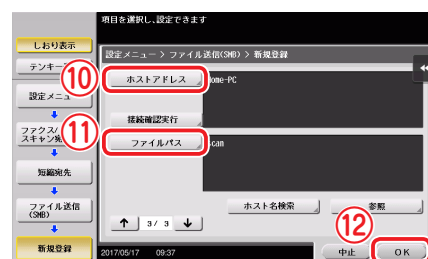 項目を選択し、設定できます
しおり表示
設定メニュー > ファイル送信(SMB) > 新規登録
テンキー
⑩
ホストアドレス
Home-PC
設定メニュー
接続確認実行
ファクス/
スキャン宛
⑪
ファイルパス
scan
短縮宛先
ファイル送信
(SMB)
ホスト名検索
参照
↑ 3/ 3 ↓
⑫
新規登録
2017/05/17 09:37
中止
OK